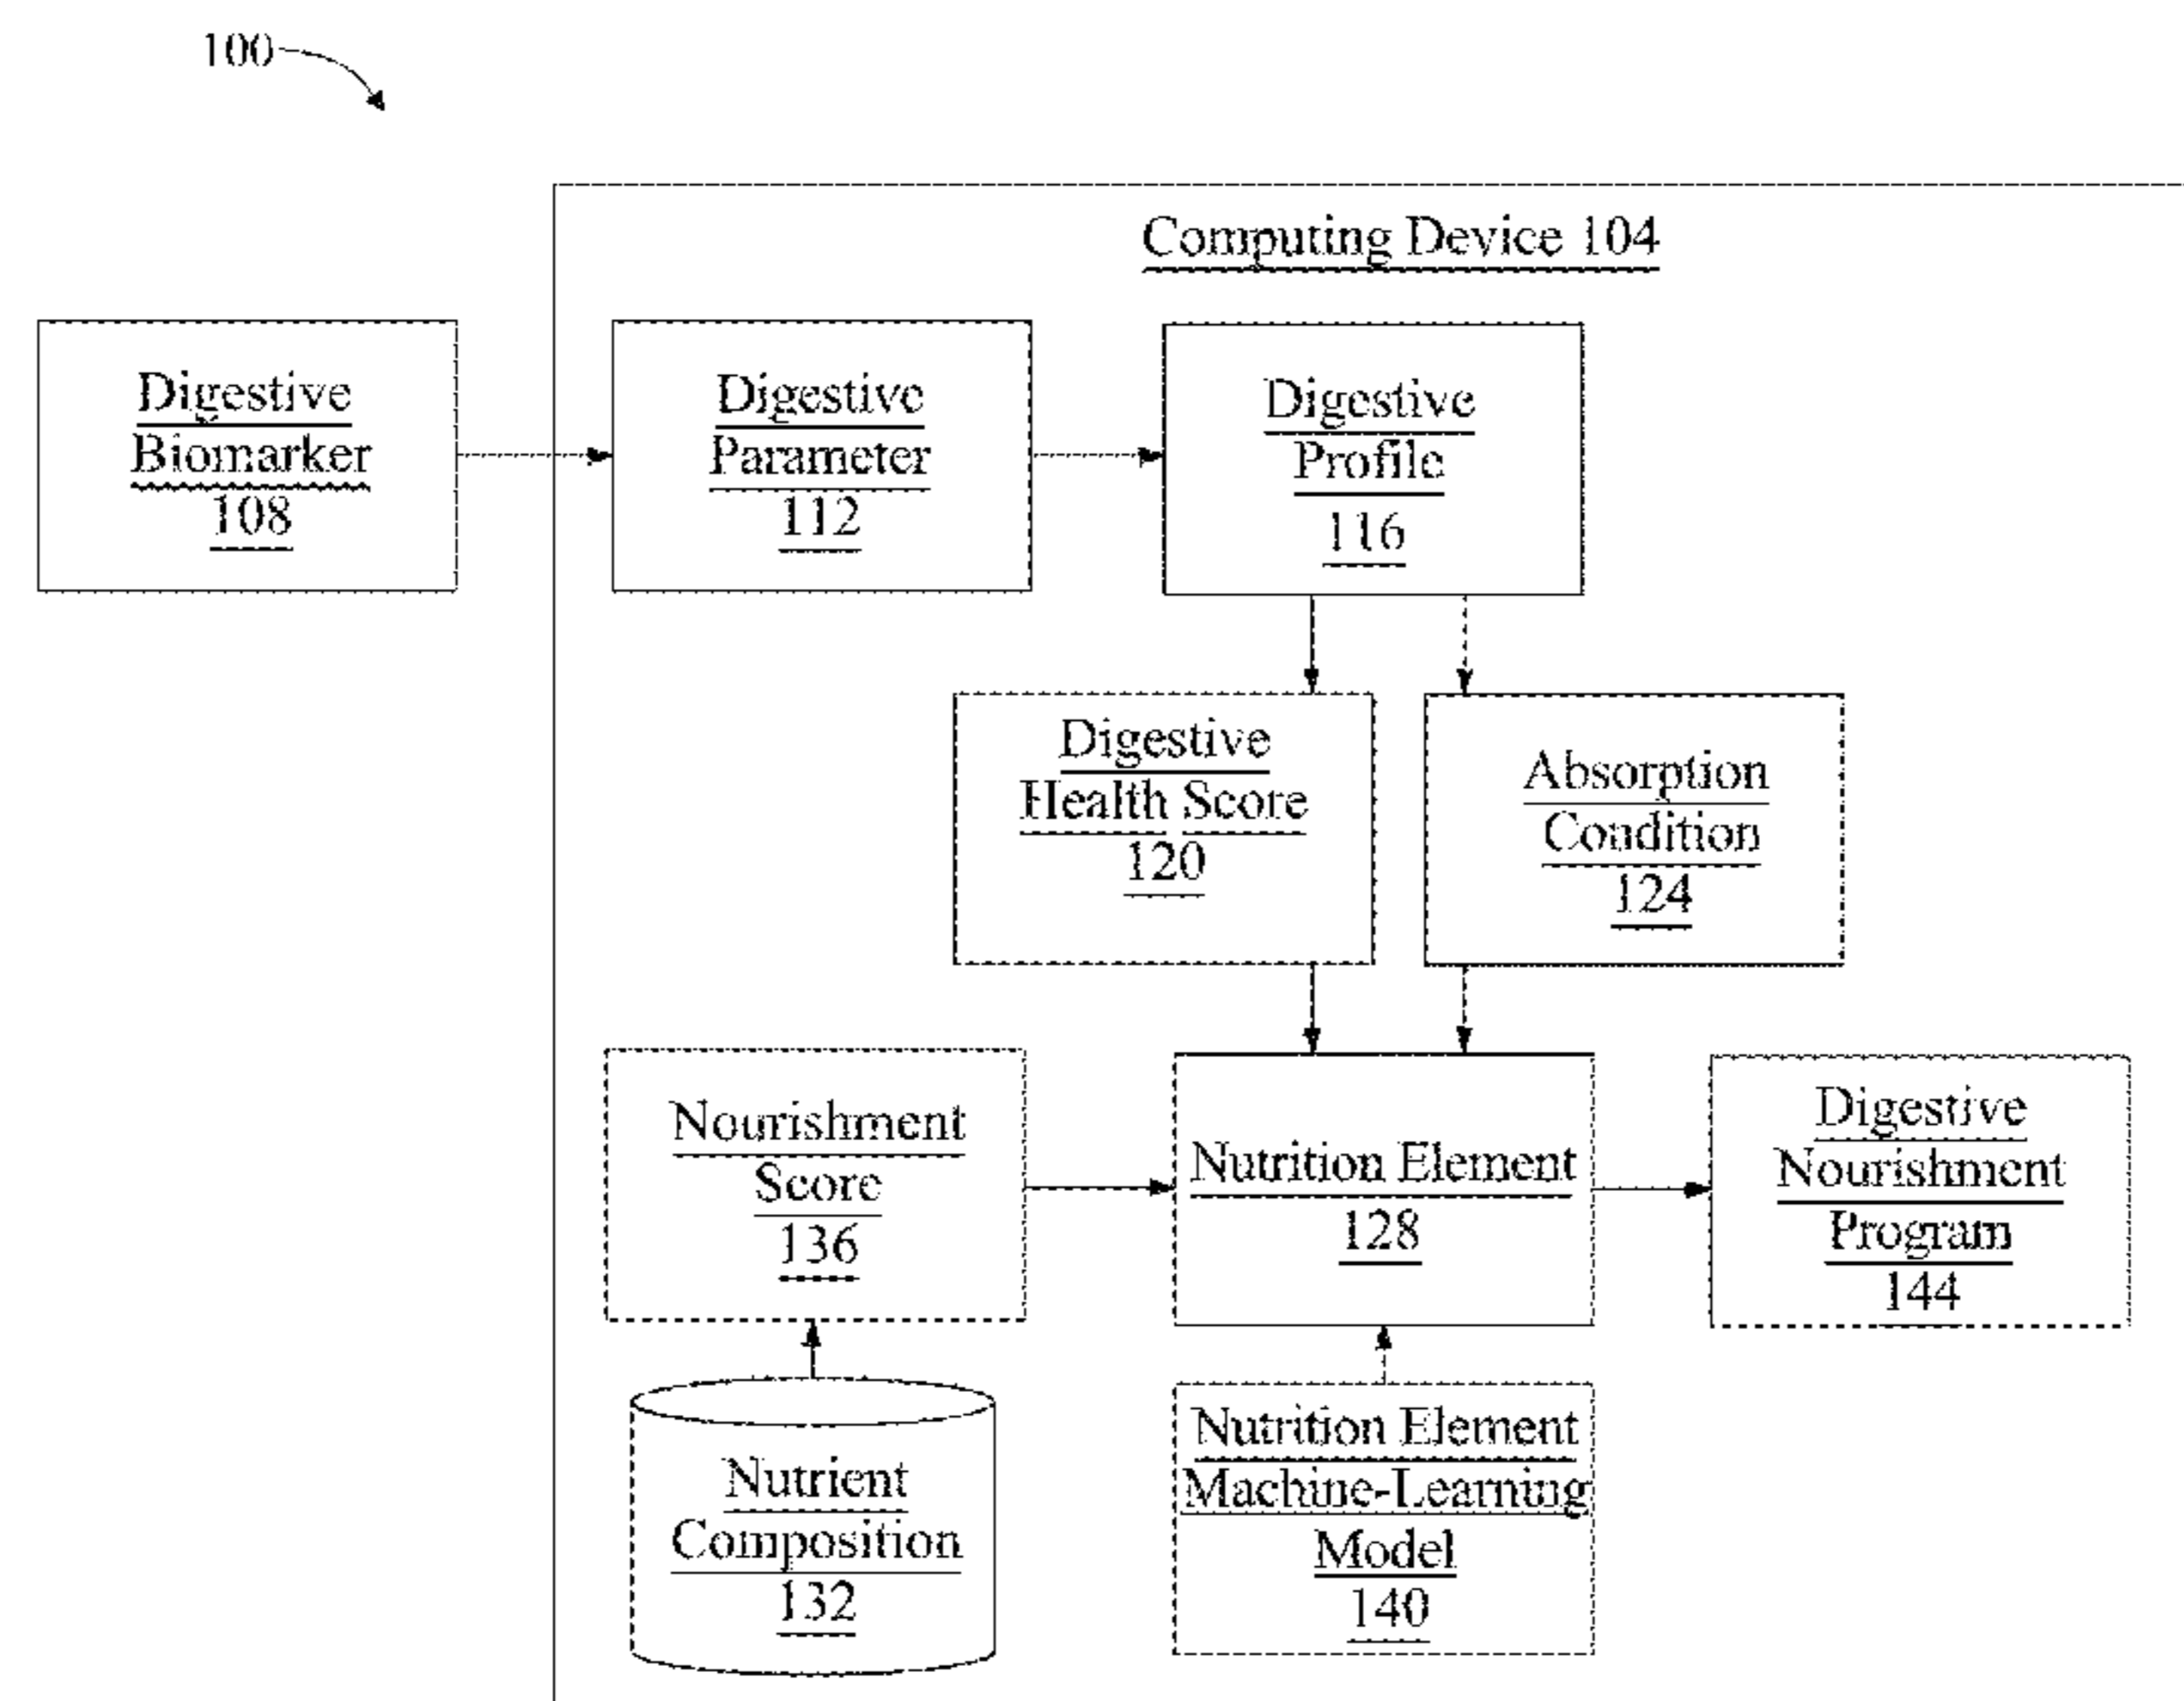 100
Computing Device 104
Digestive
Biomarker
108
Digestive
Parameter
112
Digestive
Profile
116
Digestive
Health Score
120
Absorption
Condition
124
Nourishment
Score
136
Nutrition Element
128
Digestive
Nourishment
Program
144
Nutrient
Composition
132
Nutrition Element
Machine-Learning
Model
140